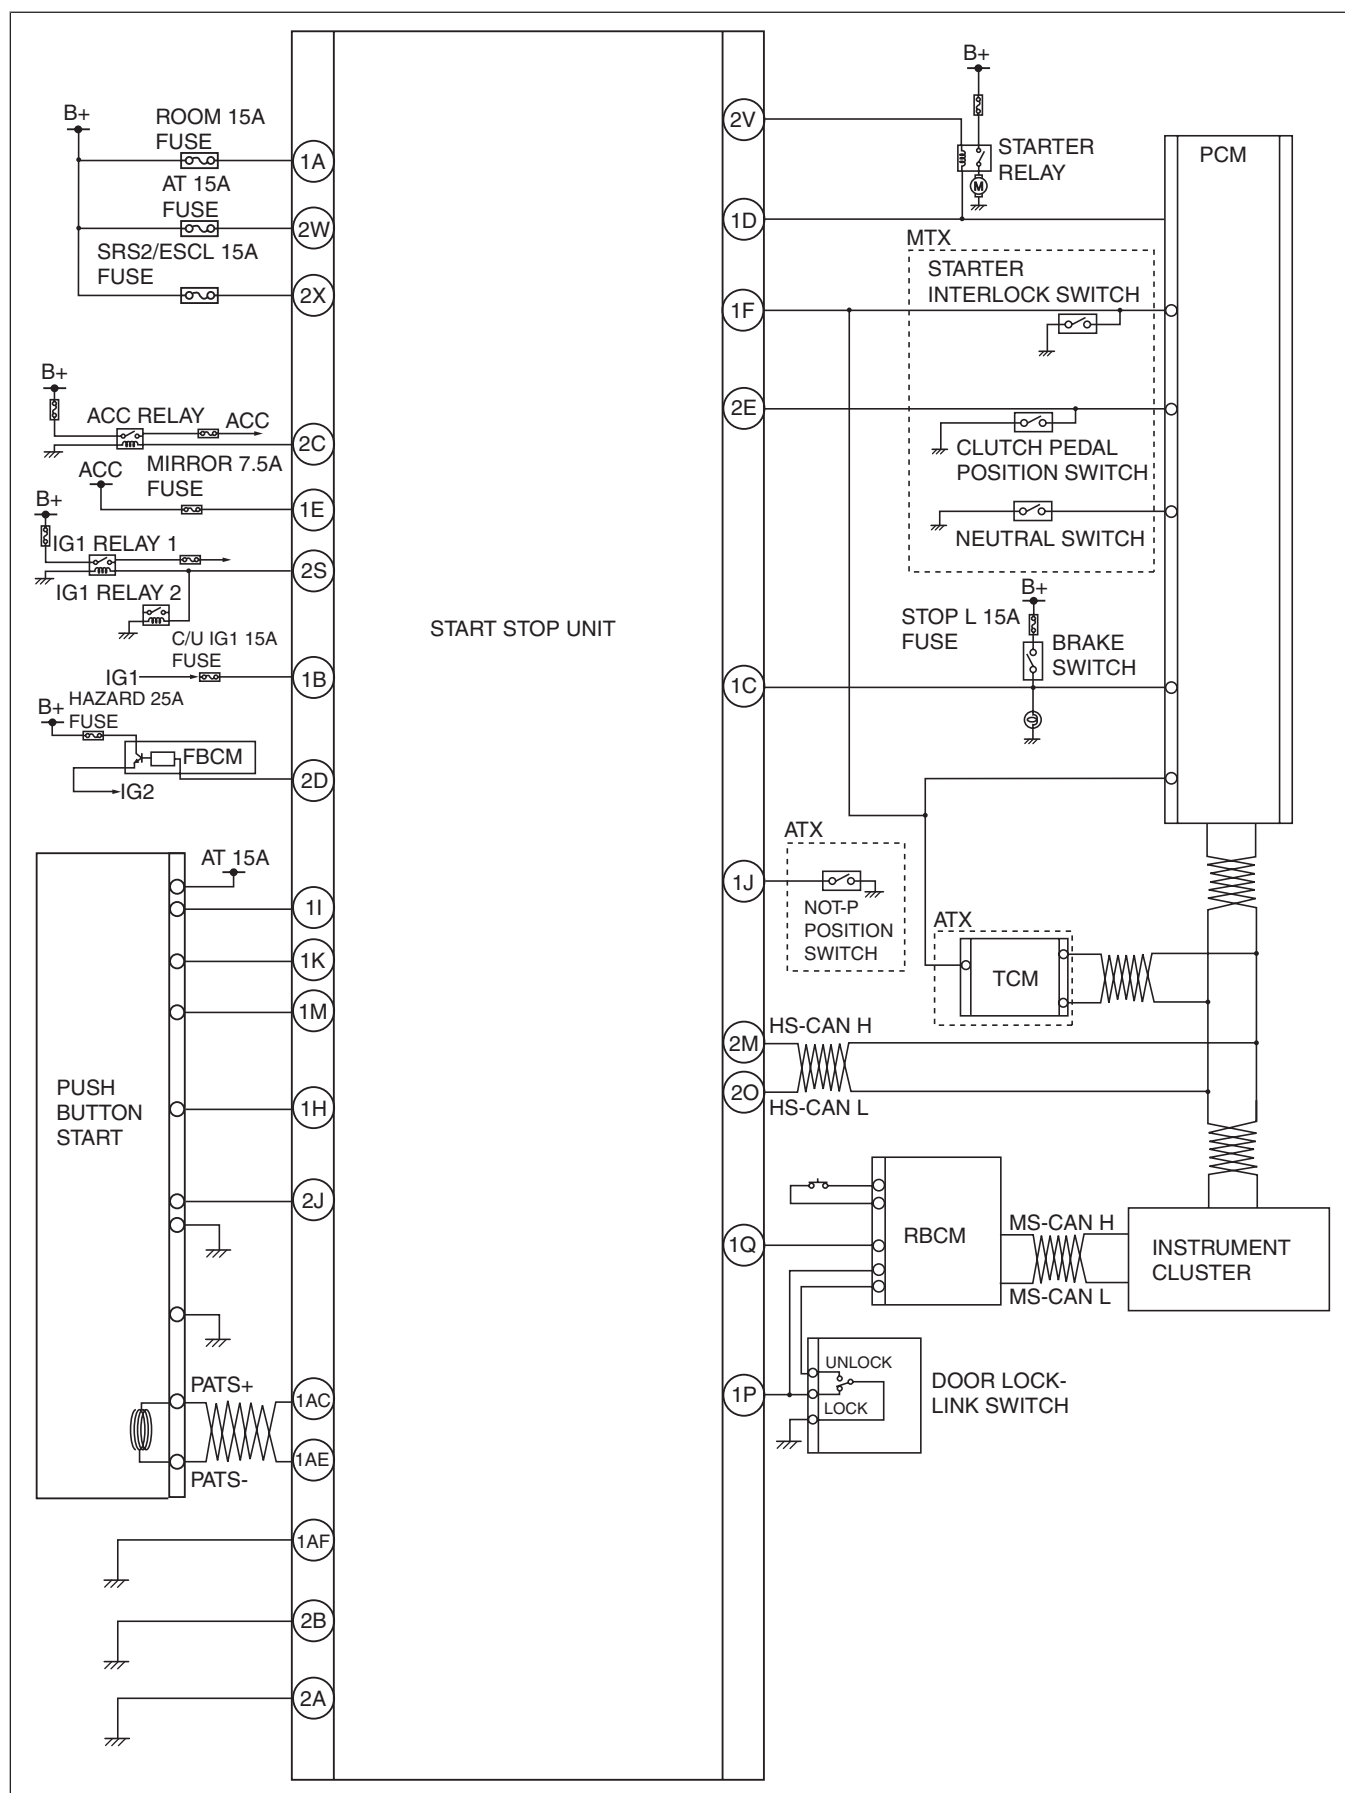 B+
ROOM 15A
FUSE
1A
AT 15A
FUSE
2W
SRS2/ESCL 15A
FUSE
2X
B+
ACC RELAY
ACC
2C
ACC
MIRROR 7.5A
FUSE
1E
B+
IG1 RELAY 1
2S
IG1 RELAY 2
C/U IG1 15A
FUSE
IG1
1B
B+
HAZARD 25A
FUSE
FBCM
2D
IG2
AT 15A
1I
1K
1M
PUSH
BUTTON
START
1H
2J
PATS+
1AC
PATS-
1AE
1AF
2B
2A
START STOP UNIT
2V
B+
STARTER
RELAY
M
PCM
1D
MTX
STARTER
INTERLOCK SWITCH
1F
2E
CLUTCH PEDAL
POSITION SWITCH
NEUTRAL SWITCH
B+
STOP L 15A
FUSE
BRAKE
SWITCH
1C
ATX
1J
NOT-P
POSITION
SWITCH
ATX
TCM
2M
HS-CAN H
2O
HS-CAN L
1Q
RBCM
MS-CAN H
MS-CAN L
INSTRUMENT
CLUSTER
1P
UNLOCK
LOCK
DOOR LOCK-
LINK SWITCH